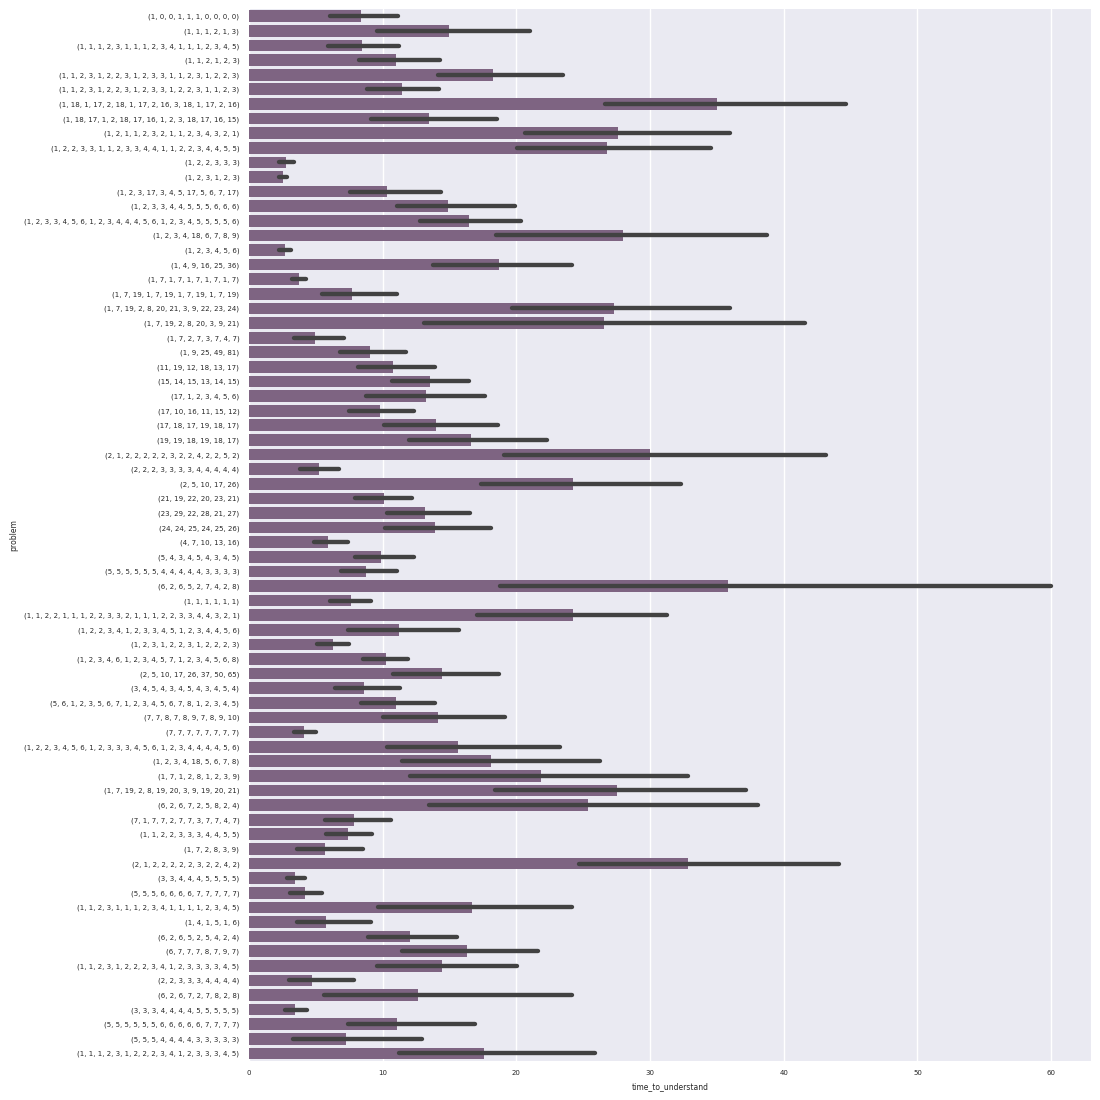 (1, 0, 0, 1, 1, 1, 0, 0, 0, 0)
(1, 1, 1, 2, 1, 3)
(1, 1, 1, 2, 3, 1, 1, 1, 2, 3, 4, 1, 1, 1, 2, 3, 4, 5)
(1, 1, 2, 1, 2, 3)
(1, 1, 2, 3, 1, 2, 2, 3, 1, 2, 3, 3, 1, 1, 2, 3, 1, 2, 2, 3)
(1, 1, 2, 3, 1, 2, 2, 3, 1, 2, 3, 3, 1, 2, 2, 3, 1, 1, 2, 3)
(1, 18, 1, 17, 2, 18, 1, 17, 2, 16, 3, 18, 1, 17, 2, 16)
(1, 18, 17, 1, 2, 18, 17, 16, 1, 2, 3, 18, 17, 16, 15)
(1, 2, 1, 1, 2, 3, 2, 1, 1, 2, 3, 4, 3, 2, 1)
(1, 2, 2, 3, 3, 1, 1, 2, 3, 3, 4, 4, 1, 1, 2, 2, 3, 4, 4, 5, 5)
(1, 2, 2, 3, 3, 3)
(1, 2, 3, 1, 2, 3)
(1, 2, 3, 17, 3, 4, 5, 17, 5, 6, 7, 17)
(1, 2, 3, 3, 4, 4, 5, 5, 5, 6, 6, 6)
(1, 2, 3, 3, 4, 5, 6, 1, 2, 3, 4, 4, 4, 5, 6, 1, 2, 3, 4, 5, 5, 5, 5, 6)
(1, 2, 3, 4, 18, 6, 7, 8, 9)
(1, 2, 3, 4, 5, 6)
(1, 4, 9, 16, 25, 36)
(1, 7, 1, 7, 1, 7, 1, 7, 1, 7)
(1, 7, 19, 1, 7, 19, 1, 7, 19, 1, 7, 19)
(1, 7, 19, 2, 8, 20, 21, 3, 9, 22, 23, 24)
(1, 7, 19, 2, 8, 20, 3, 9, 21)
(1, 7, 2, 7, 3, 7, 4, 7)
(1, 9, 25, 49, 81)
(11, 19, 12, 18, 13, 17)
(15, 14, 15, 13, 14, 15)
(17, 1, 2, 3, 4, 5, 6)
(17, 10, 16, 11, 15, 12)
(17, 18, 17, 19, 18, 17)
(19, 19, 18, 19, 18, 17)
(2, 1, 2, 2, 2, 2, 2, 3, 2, 2, 4, 2, 2, 5, 2)
(2, 2, 2, 3, 3, 3, 3, 4, 4, 4, 4, 4)
(2, 5, 10, 17, 26)
(21, 19, 22, 20, 23, 21)
(23, 29, 22, 28, 21, 27)
(24, 24, 25, 24, 25, 26)
(4, 7, 10, 13, 16)
(5, 4, 3, 4, 5, 4, 3, 4, 5)
(5, 5, 5, 5, 5, 5, 4, 4, 4, 4, 4, 3, 3, 3, 3)
(6, 2, 6, 5, 2, 7, 4, 2, 8)
(1, 1, 1, 1, 1, 1)
(1, 1, 2, 2, 1, 1, 1, 2, 2, 3, 3, 2, 1, 1, 1, 2, 2, 3, 3, 4, 4, 3, 2, 1)
(1, 2, 2, 3, 4, 1, 2, 3, 3, 4, 5, 1, 2, 3, 4, 4, 5, 6)
(1, 2, 3, 1, 2, 2, 3, 1, 2, 2, 2, 3)
(1, 2, 3, 4, 6, 1, 2, 3, 4, 5, 7, 1, 2, 3, 4, 5, 6, 8)
(2, 5, 10, 17, 26, 37, 50, 65)
(3, 4, 5, 4, 3, 4, 5, 4, 3, 4, 5, 4)
(5, 6, 1, 2, 3, 5, 6, 7, 1, 2, 3, 4, 5, 6, 7, 8, 1, 2, 3, 4, 5)
(7, 7, 8, 7, 8, 9, 7, 8, 9, 10)
(7, 7, 7, 7, 7, 7, 7, 7)
(1, 2, 2, 3, 4, 5, 6, 1, 2, 3, 3, 3, 4, 5, 6, 1, 2, 3, 4, 4, 4, 4, 5, 6)
(1, 2, 3, 4, 18, 5, 6, 7, 8)
(1, 7, 1, 2, 8, 1, 2, 3, 9)
(1, 7, 19, 2, 8, 19, 20, 3, 9, 19, 20, 21)
(6, 2, 6, 7, 2, 5, 8, 2, 4)
(7, 1, 7, 7, 2, 7, 7, 3, 7, 7, 4, 7)
(1, 1, 2, 2, 3, 3, 3, 4, 4, 5, 5)
(1, 7, 2, 8, 3, 9)
(2, 1, 2, 2, 2, 2, 2, 3, 2, 2, 4, 2)
(3, 3, 4, 4, 4, 5, 5, 5, 5)
(5, 5, 5, 6, 6, 6, 6, 7, 7, 7, 7, 7)
(1, 1, 2, 3, 1, 1, 1, 2, 3, 4, 1, 1, 1, 1, 2, 3, 4, 5)
(1, 4, 1, 5, 1, 6)
(6, 2, 6, 5, 2, 5, 4, 2, 4)
(6, 7, 7, 7, 8, 7, 9, 7)
(1, 1, 2, 3, 1, 2, 2, 2, 3, 4, 1, 2, 3, 3, 3, 3, 4, 5)
(2, 2, 3, 3, 3, 4, 4, 4, 4)
(6, 2, 6, 7, 2, 7, 8, 2, 8)
(3, 3, 3, 4, 4, 4, 4, 5, 5, 5, 5, 5)
(5, 5, 5, 5, 5, 5, 6, 6, 6, 6, 6, 7, 7, 7, 7)
(5, 5, 5, 4, 4, 4, 4, 3, 3, 3, 3, 3)
(1, 1, 1, 2, 3, 1, 2, 2, 2, 3, 4, 1, 2, 3, 3, 3, 4, 5)
problem
0 10 20 30 40 50 60
time_to_understand